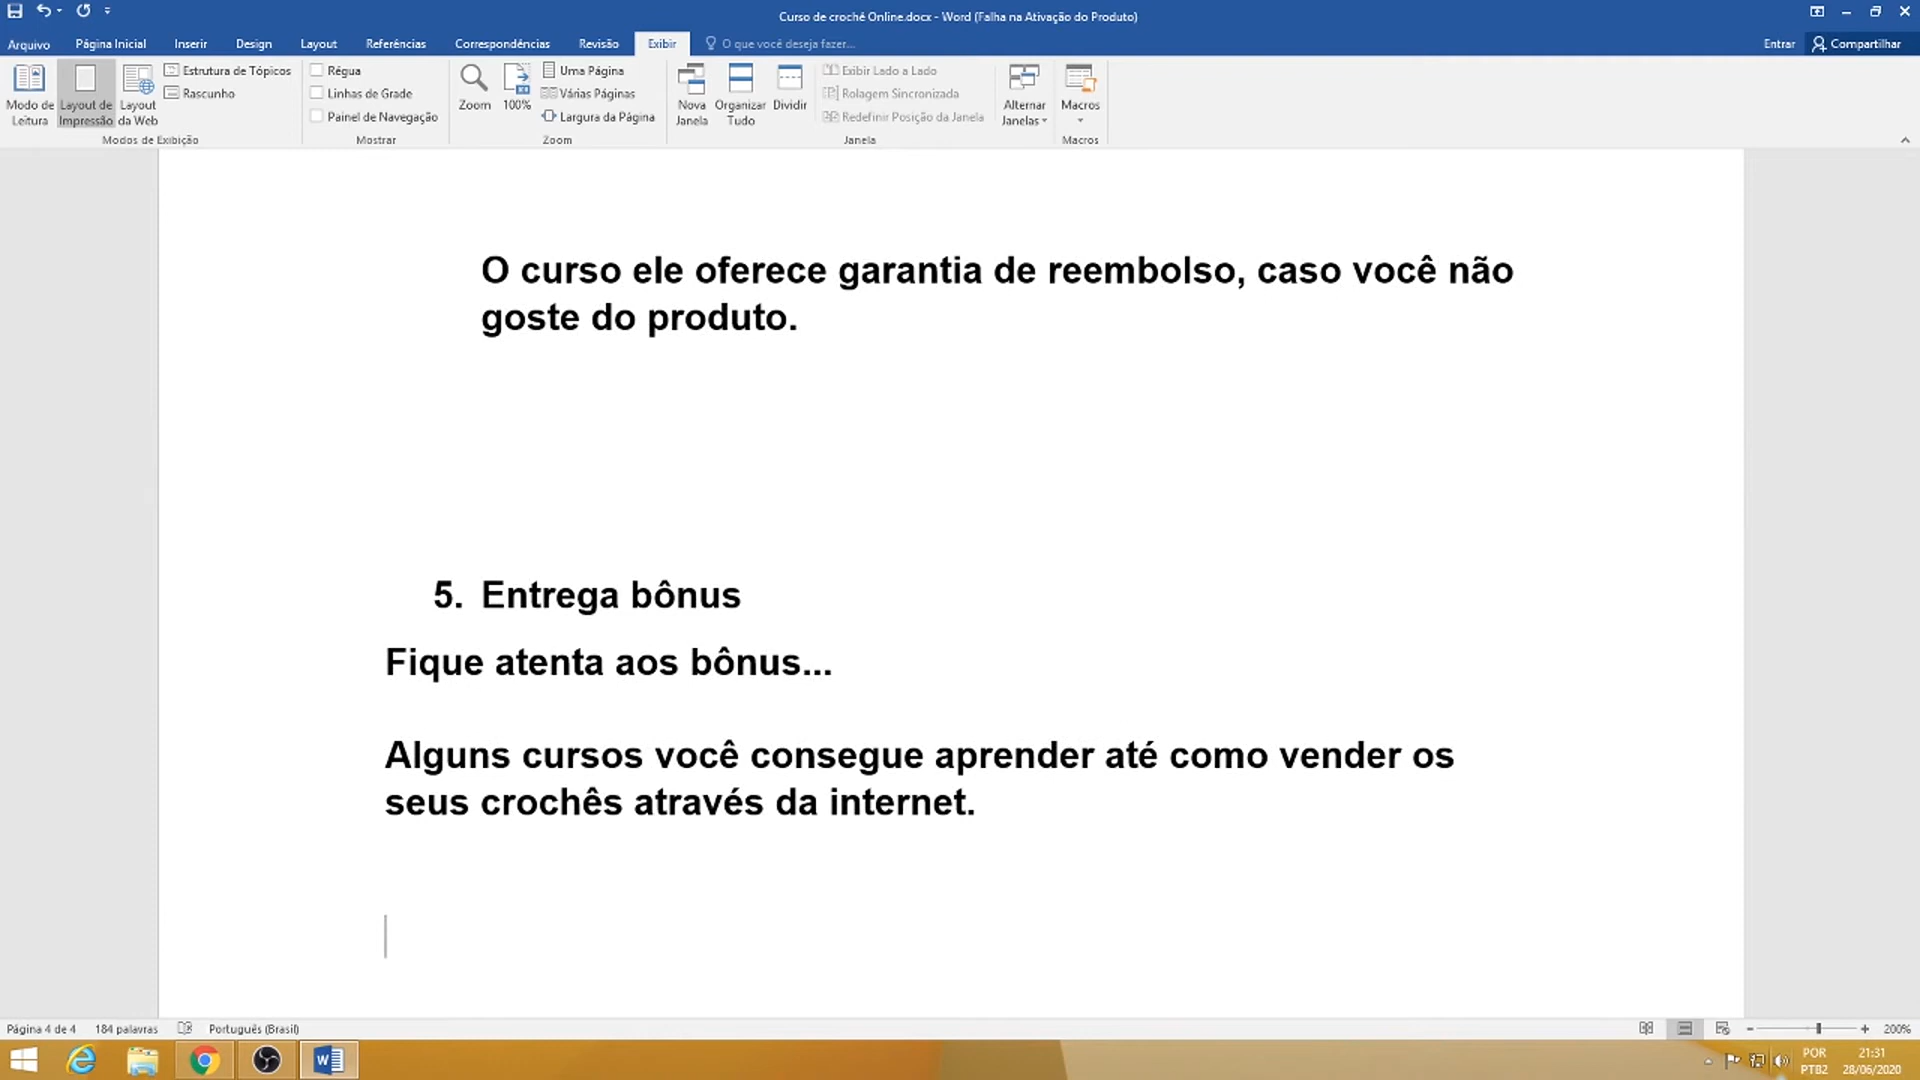 Curso de crochê Online.docx - Word (Falha na Ativação do Produto)
Arquivo Página Inicial Inserir Design Layout Referências Correspondências Revisão Exibir O que você deseja fazer... Entrar Compartilhar
Modo de Leitura
Layout de Impressão
Layout da Web
Estrutura de Tópicos
Rascunho
Modos de Exibição
Régua
Linhas de Grade
Painel de Navegação
Mostrar
Zoom
100%
Uma Página
Várias Páginas
Largura da Página
Zoom
Nova Janela
Organizar Tudo
Dividir
Exibir Lado a Lado
Rolagem Sincronizada
Redefinir Posição da Janela
Alternar Janelas
Janela
Macros
Macros
O curso ele oferece garantia de reembolso, caso você não
goste do produto.
5. Entrega bônus
Fique atenta aos bônus...
Alguns cursos você consegue aprender até como vender os
seus crochês através da internet.
Página 4 de 4 184 palavras Português (Brasil) 200%
POR 21:31
PTB2 28/06/2020